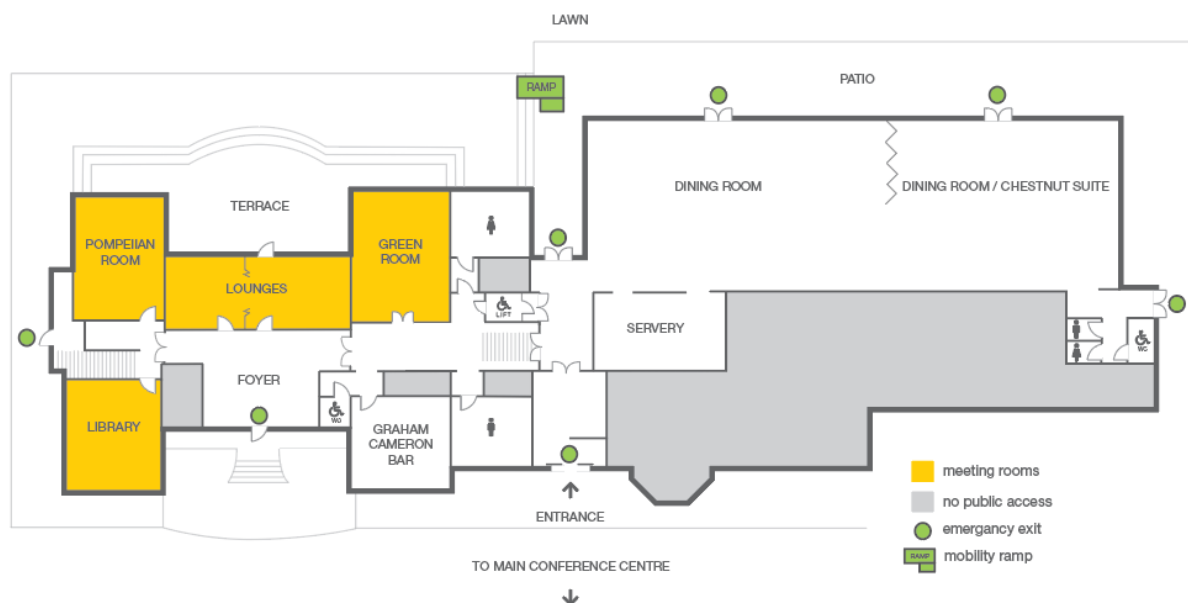 LAWN
RAMP
PATIO
DINING ROOM
DINING ROOM / CHESTNUT SUITE
TERRACE
POMPEIIAN
ROOM
GREEN
ROOM
LOUNGES
LIFT
SERVERY
WC
FOYER
LIBRARY
WC
GRAHAM
CAMERON
BAR
ENTRANCE
TO MAIN CONFERENCE CENTRE
meeting rooms
no public access
emergancy exit
RAMP
mobility ramp